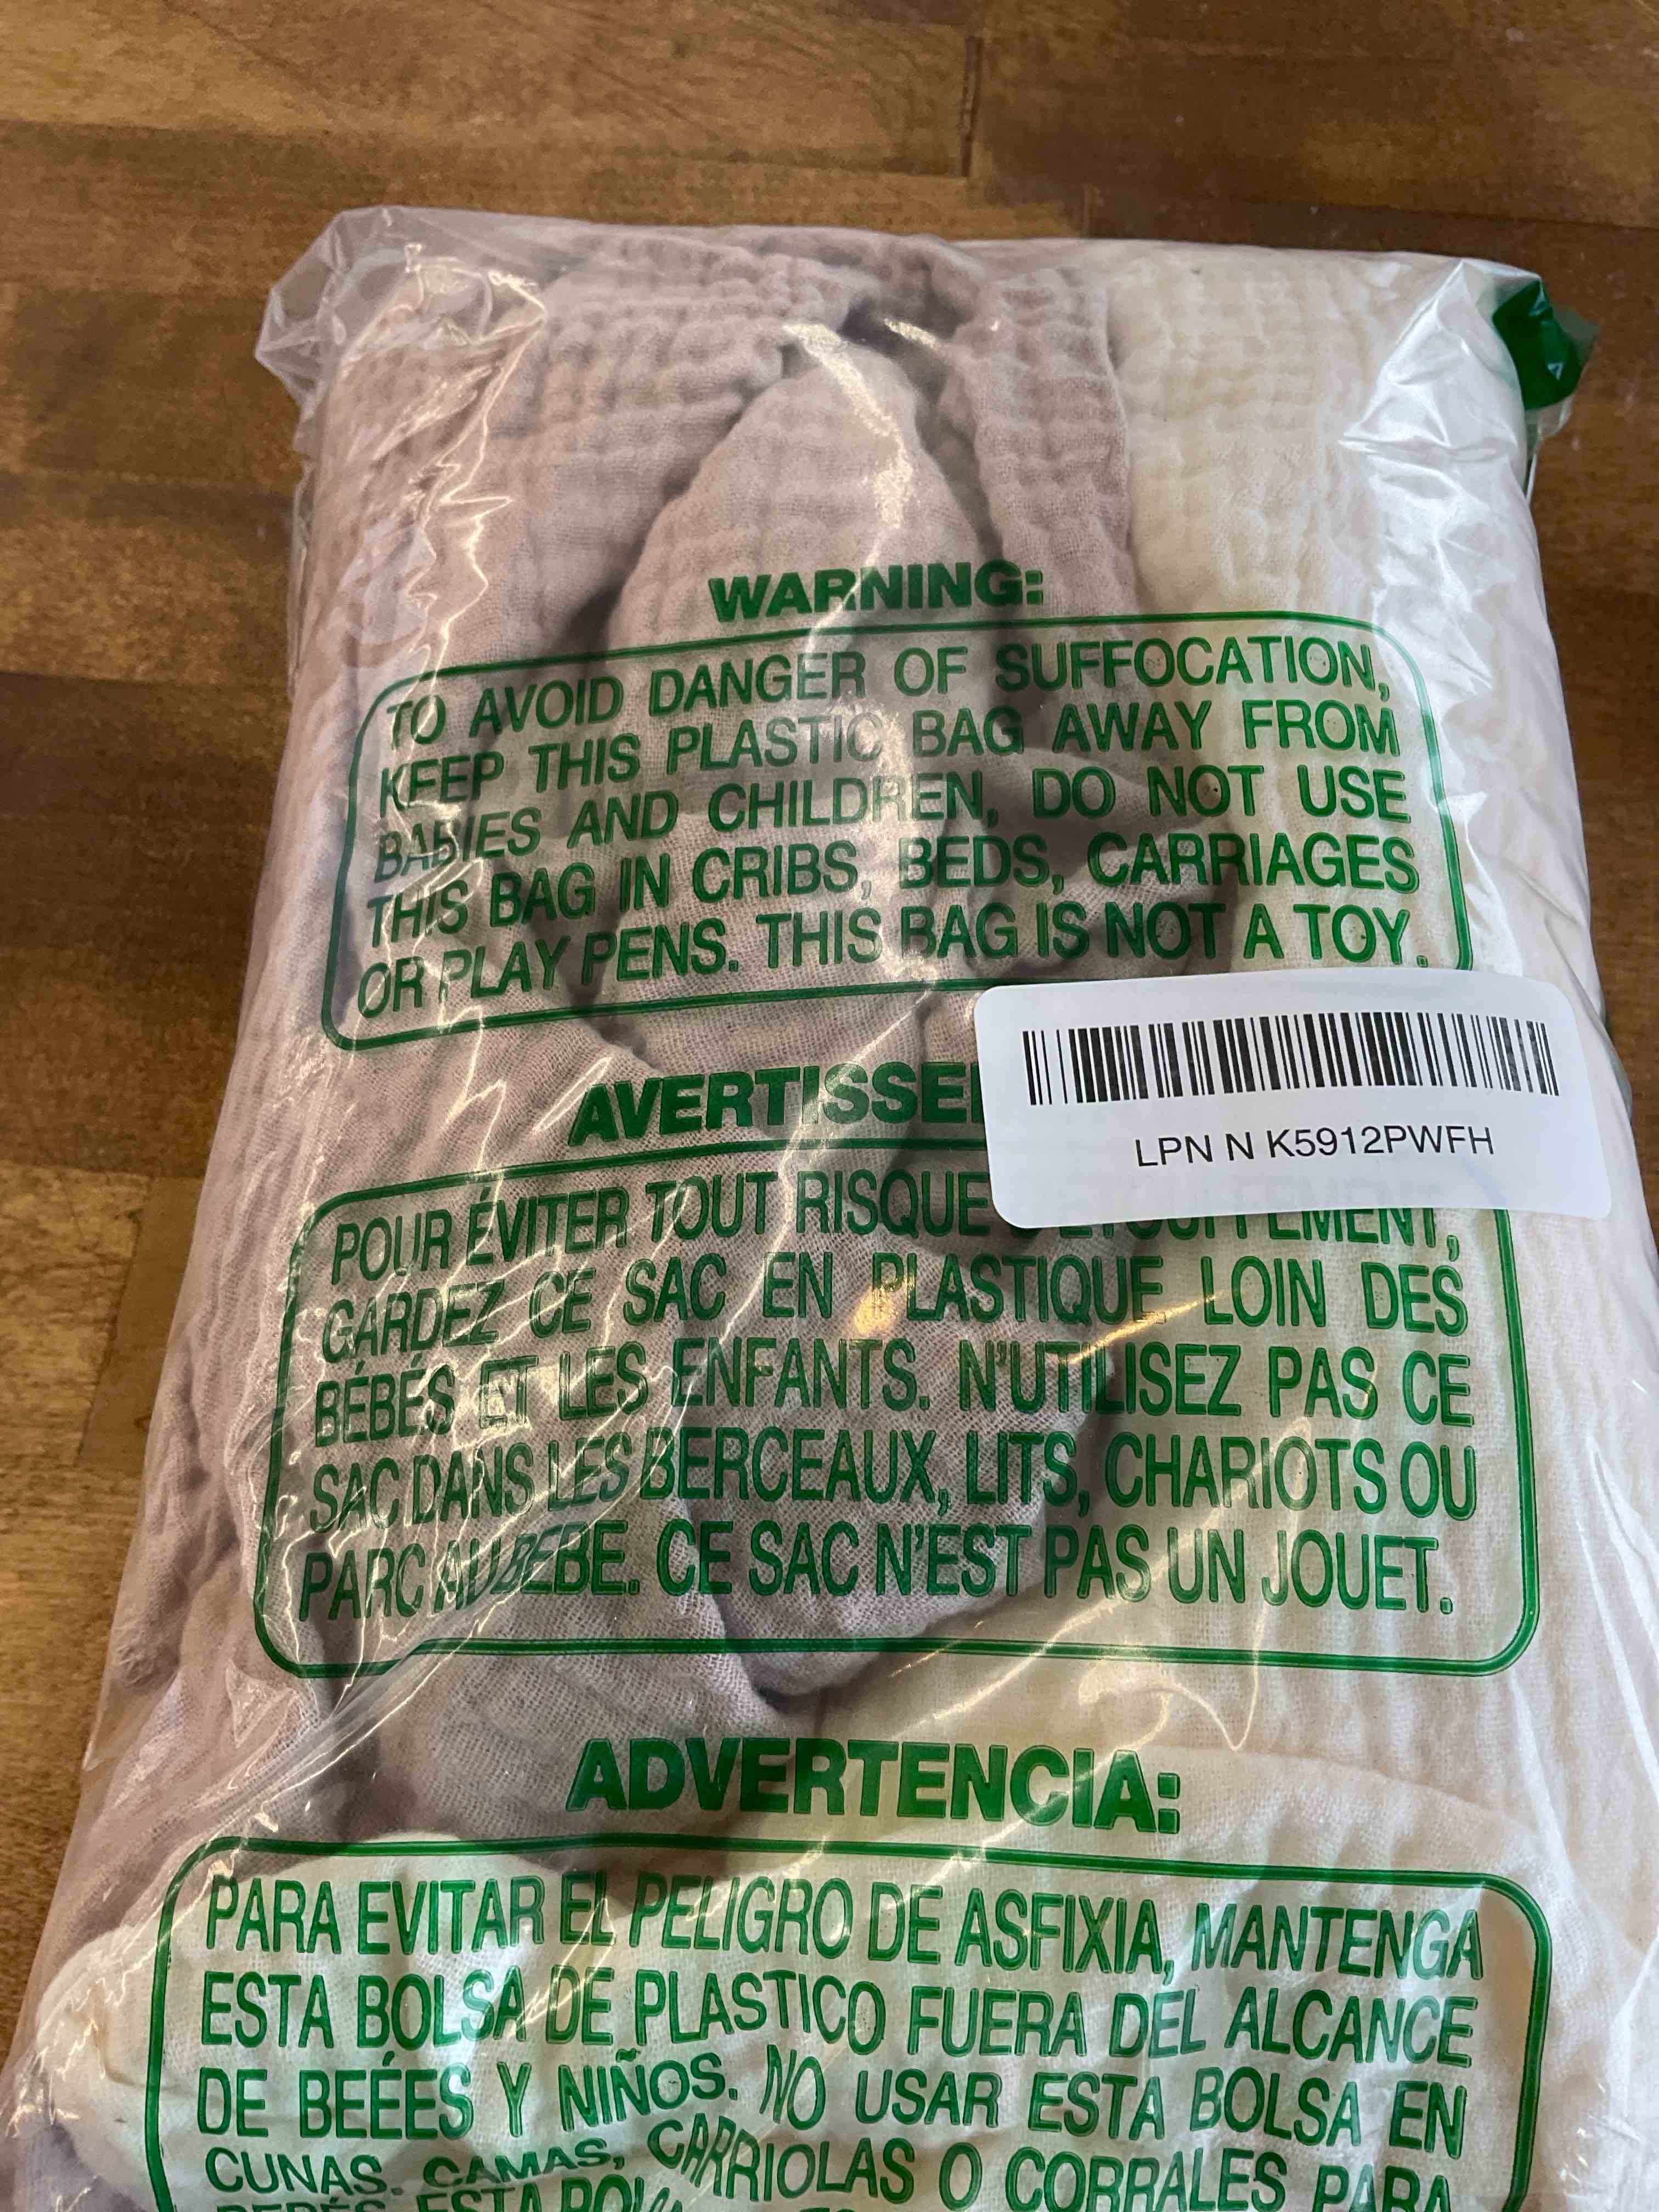 WARNING:
TO AVOID DANGER OF SUFFOCATION,
KEEP THIS PLASTIC BAG AWAY FROM
BABIES AND CHILDREN, DO NOT USE
THIS BAG IN CRIBS, BEDS, CARRIAGES
OR PLAY PENS. THIS BAG IS NOT A TOY.
LPN N K5912PWFH
POUR ÉVITER TOUT RISQUE
GARDEZ CE SAC EN PLASTIQUE LOIN DES
BÉBÉS ET LES ENFANTS. N'UTILISEZ PAS CE
SAC DANS LES BERCEAUX, LITS, CHARIOTS OU
PARC AU BEBE. CE SAC N'EST PAS UN JOUET.
ADVERTENCIA:
PARA EVITAR EL PELIGRO DE ASFIXIA, MANTENGA
ESTA BOLSA DE PLASTICO FUERA DEL ALCANCE
DE BEÉES Y NIÑOS. NO USAR ESTA BOLSA EN
CUNAS. CAMAS, CARRIOLAS O CORRALES PARA
ESTA